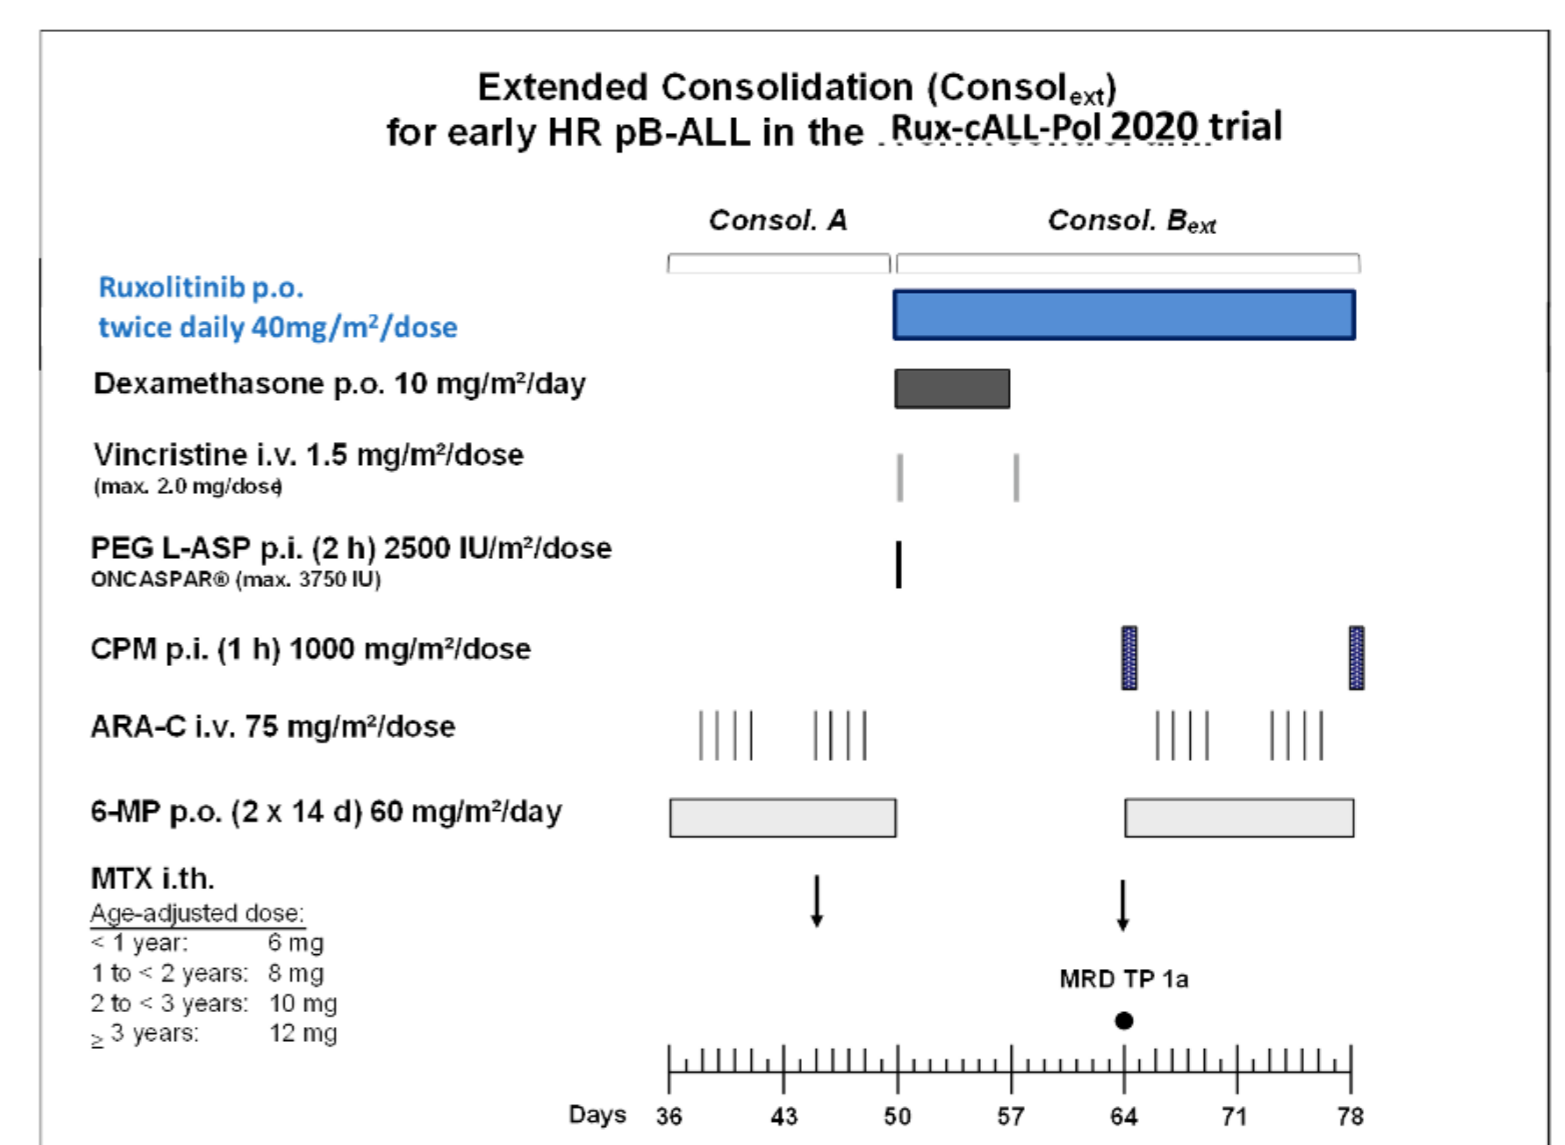 Extended Consolidation (Consolext)
for early HR pB-ALL in the Rux-cALL-Pol 2020 trial
Consol. A
Consol. Bext
Ruxolitinib p.o.
twice daily 40mg/m²/dose
Dexamethasone p.o. 10 mg/m²/day
Vincristine i.v. 1.5 mg/m²/dose
(max. 2.0 mg/dose)
PEG L-ASP p.i. (2 h) 2500 IU/m²/dose
ONCASPAR® (max. 3750 IU)
CPM p.i. (1 h) 1000 mg/m²/dose
ARA-C i.v. 75 mg/m²/dose
6-MP p.o. (2 x 14 d) 60 mg/m²/day
MTX i.th.
Age-adjusted dose:
< 1 year: 6 mg
1 to < 2 years: 8 mg
2 to < 3 years: 10 mg
≥ 3 years: 12 mg
MRD TP 1a
Days 36 43 50 57 64 71 78